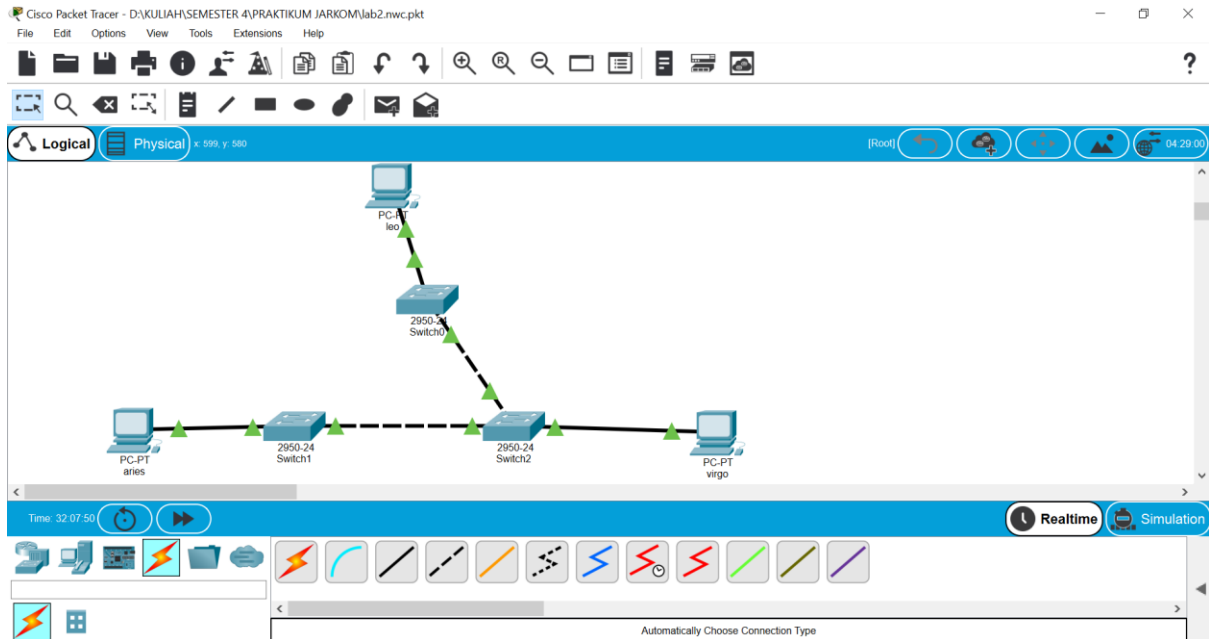 Cisco Packet Tracer - D:\KULIAH\SEMESTER 4\PRAKTIKUM JARKOM\lab2.nwc.pkt
File Edit Options View Tools Extensions Help
Logical Physical x: 599, y: 580 [Root] 04:29:00
PC-PT
leo
2950-24
Switch0
PC-PT
aries
2950-24
Switch1
2950-24
Switch2
PC-PT
virgo
Time: 32:07:50 Realtime Simulation
Automatically Choose Connection Type